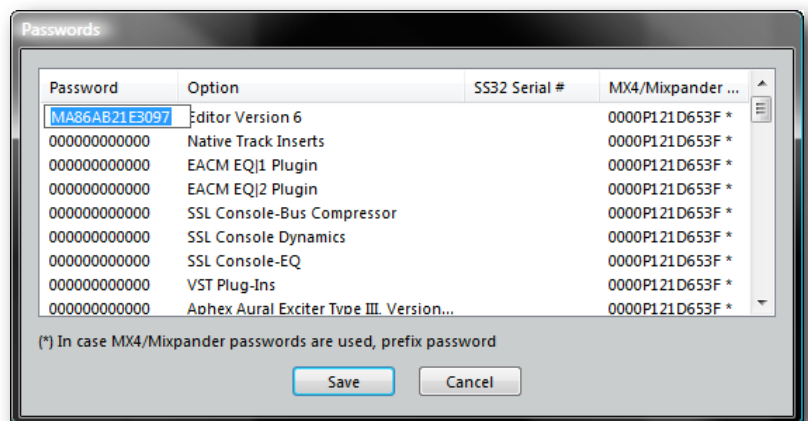 Passwords
Password Option SS32 Serial # MX4/Mixpander ...
MA86AB21E3097 Editor Version 6 0000P121D653F *
000000000000 Native Track Inserts 0000P121D653F *
000000000000 EACM EQ|1 Plugin 0000P121D653F *
000000000000 EACM EQ|2 Plugin 0000P121D653F *
000000000000 SSL Console-Bus Compressor 0000P121D653F *
000000000000 SSL Console Dynamics 0000P121D653F *
000000000000 SSL Console-EQ 0000P121D653F *
000000000000 VST Plug-Ins 0000P121D653F *
000000000000 Aphex Aural Exciter Type III, Version... 0000P121D653F *
(*) In case MX4/Mixpander passwords are used, prefix password
Save Cancel